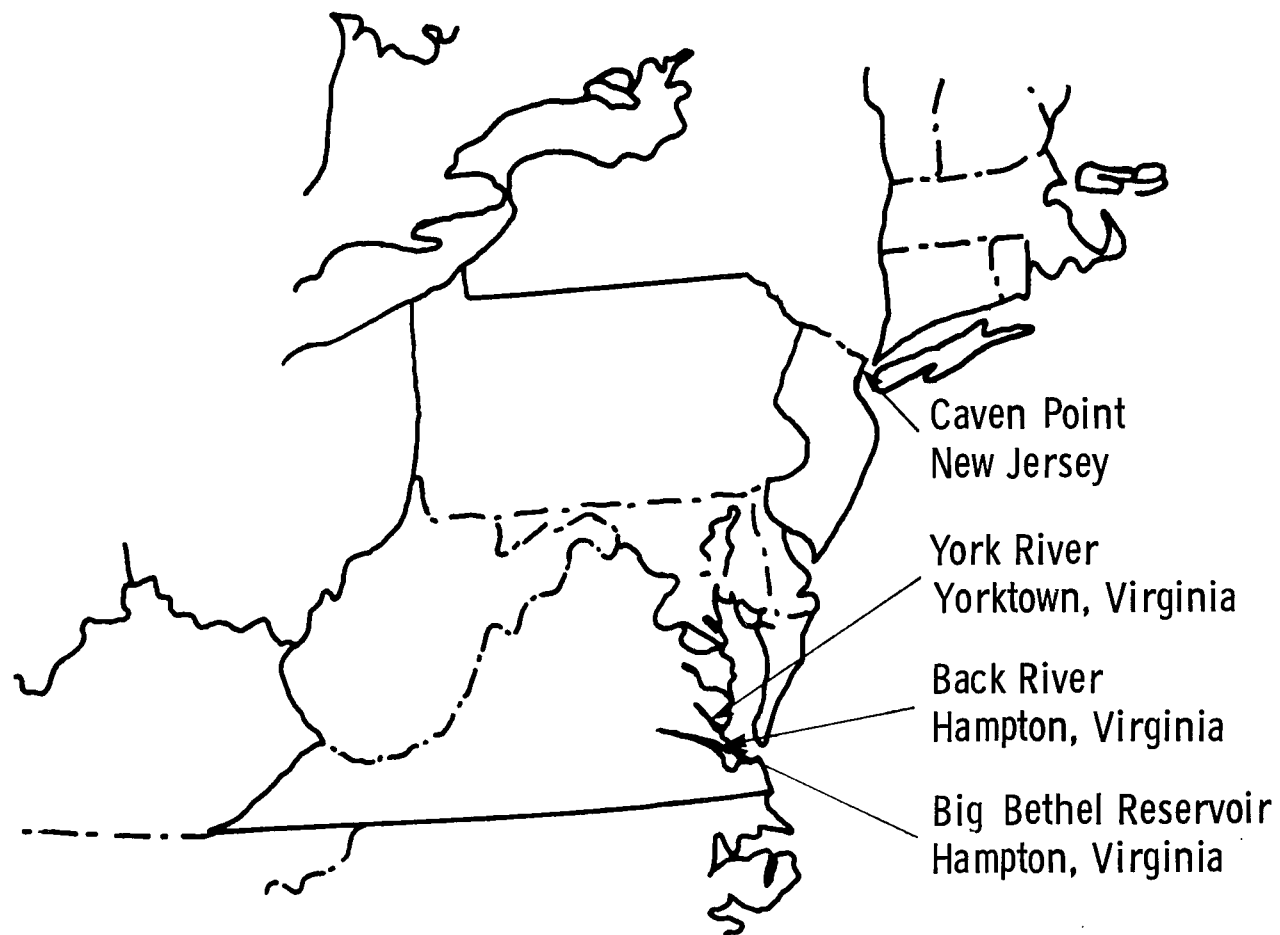 Caven Point
New Jersey
York River
Yorktown, Virginia
Back River
Hampton, Virginia
Big Bethel Reservoir
Hampton, Virginia